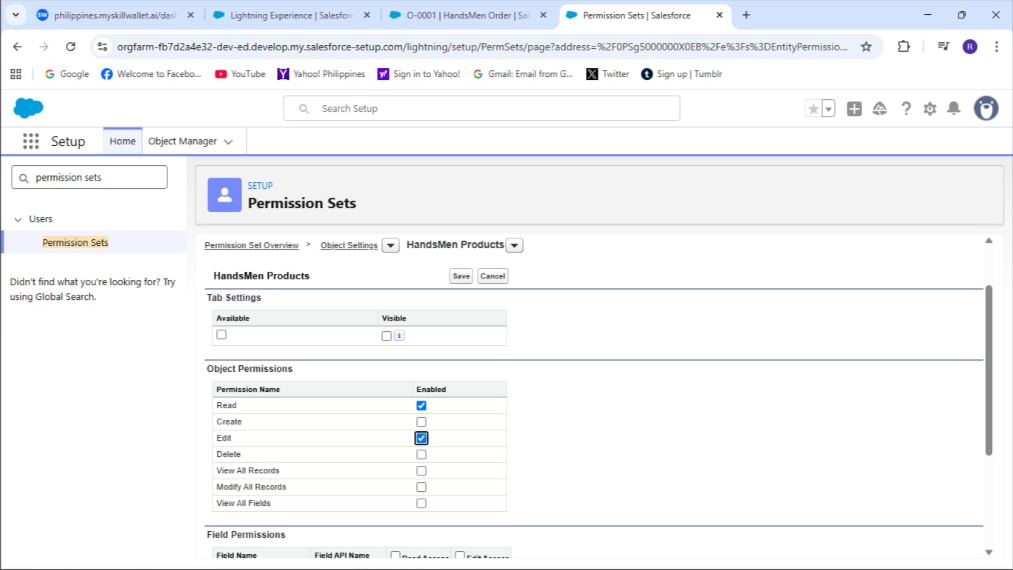 philippines.myskillwallet.ai/dash
Lightning Experience | Salesforc
O-0001 | HandsMen Order | Sal
Permission Sets | Salesforce
orgfarm-fb7d2a4e32-dev-ed.develop.my.salesforce-setup.com/lightning/setup/PermSets/page?address=%2F0PSg5000000X0EB%2Fe%3Fs%3DEntityPermissio...
R
Google
Welcome to Facebo...
YouTube
Yahoo! Philippines
Sign in to Yahoo!
Gmail: Email from G...
Twitter
Sign up | Tumblr
Search Setup
Setup
Home
Object Manager
permission sets
Users
Permission Sets
Didn't find what you're looking for? Try
using Global Search.
SETUP
Permission Sets
Permission Set Overview > Object Settings HandsMen Products
HandsMen Products Save Cancel
Tab Settings
Available Visible
Object Permissions
Permission Name Enabled
Read
Create
Edit
Delete
View All Records
Modify All Records
View All Fields
Field Permissions
Field Name Field API Name Read Access Edit Access